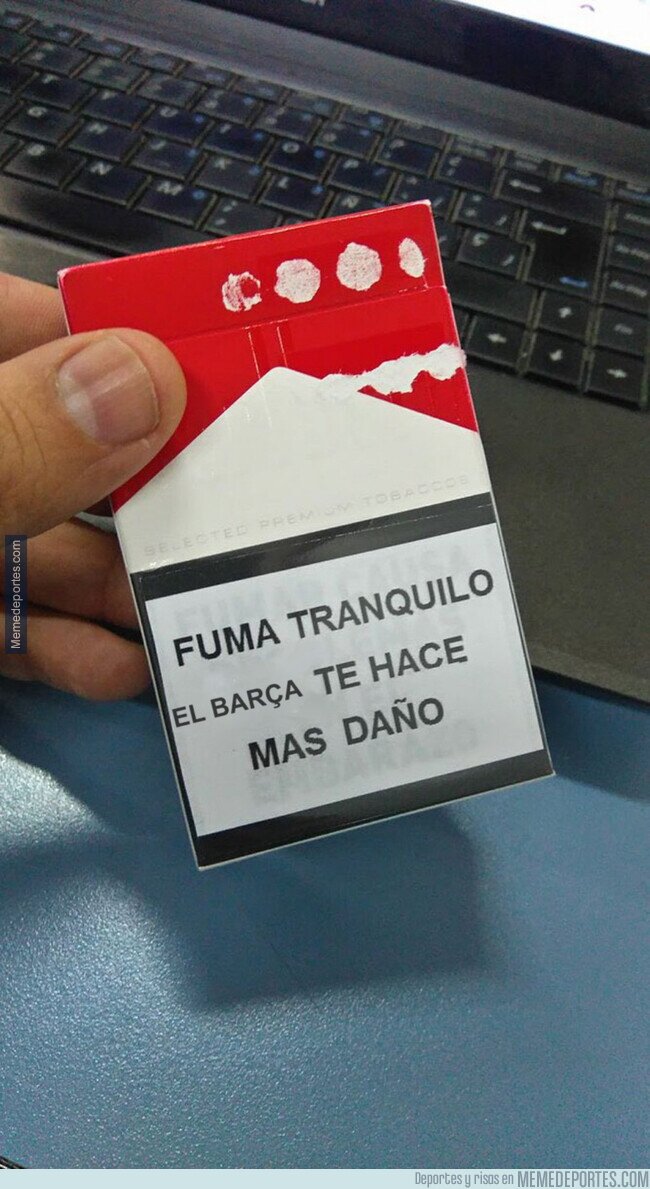 SELECTED PREMIUM TOBACCOS
FUMA TRANQUILO
EL BARÇA TE HACE
MAS DAÑO
Memedeportes.com
Deportes y risas en MEMEDEPORTES.COM